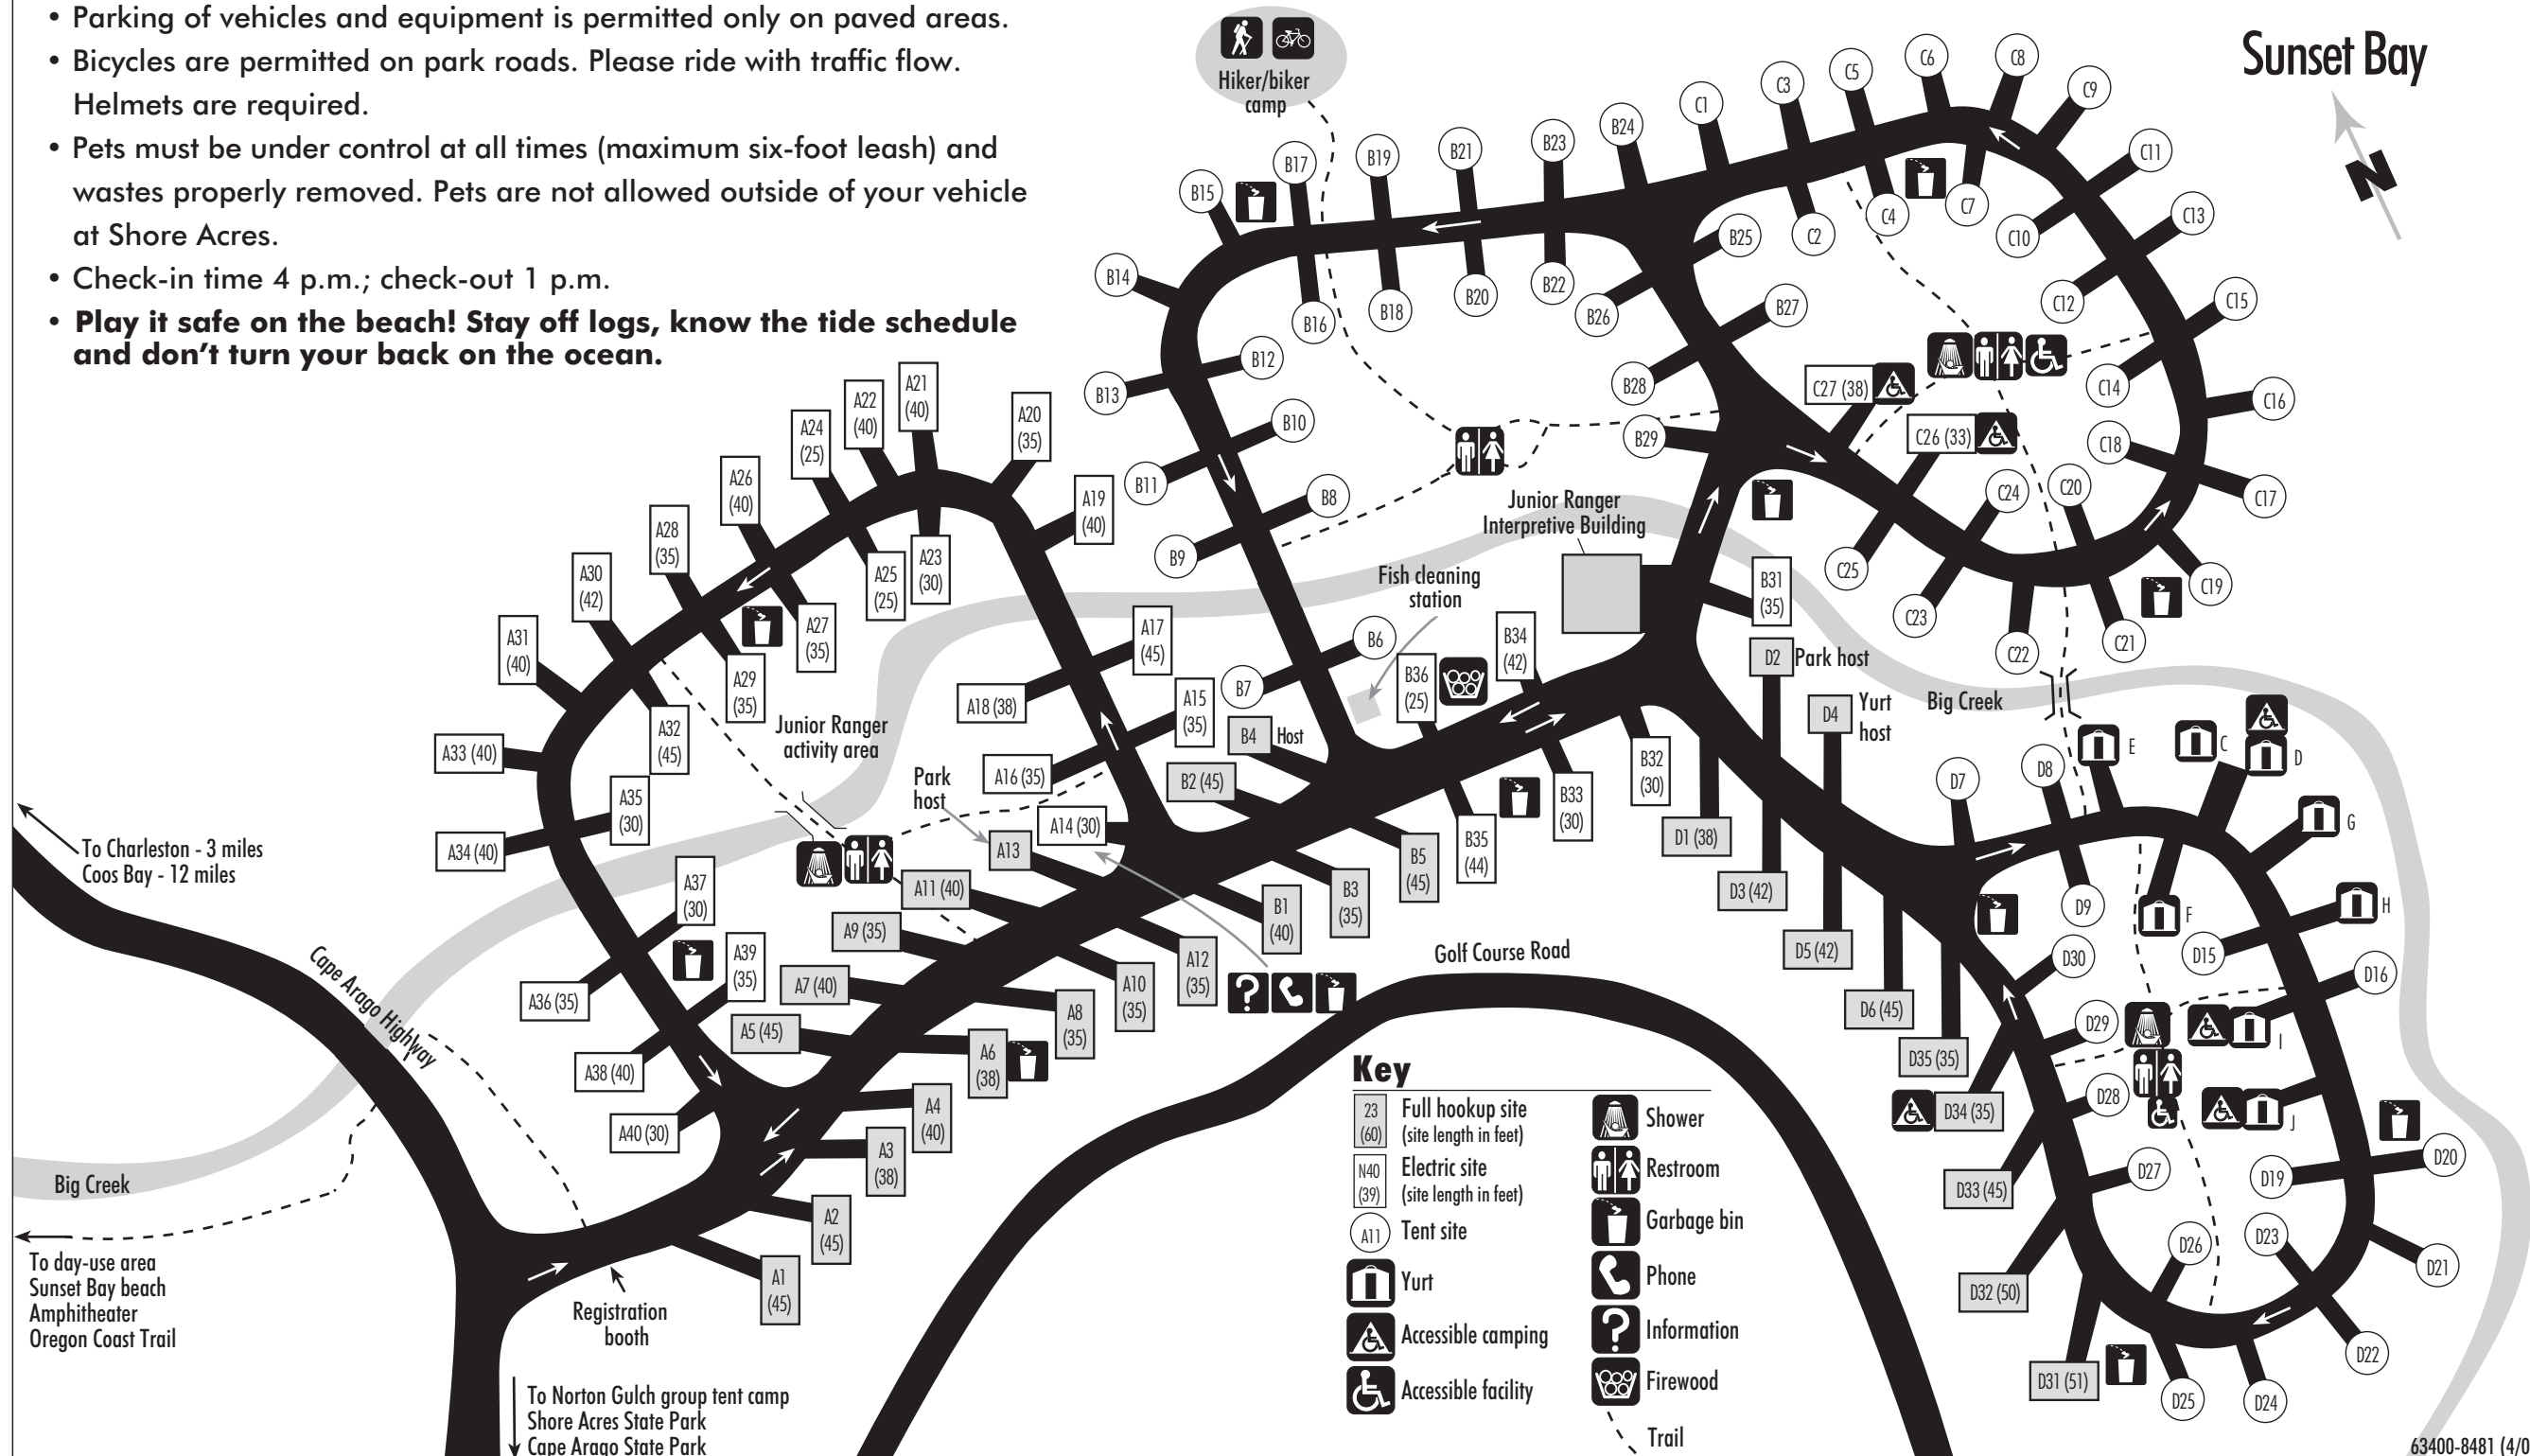 • Parking of vehicles and equipment is permitted only on paved areas.
• Bicycles are permitted on park roads. Please ride with traffic flow.
Helmets are required.
• Pets must be under control at all times (maximum six-foot leash) and
wastes properly removed. Pets are not allowed outside of your vehicle
at Shore Acres.
• Check-in time 4 p.m.; check-out 1 p.m.
• Play it safe on the beach! Stay off logs, know the tide schedule
and don't turn your back on the ocean.
Sunset Bay
N
Hiker/biker
camp
B15
B17
B19
B21
B23
B24
C1
C3
C5
C6
C8
C9
C11
C13
C15
C16
C17
C18
C19
C20
C21
C22
C23
C24
C25
C26 (33)
C27 (38)
C14
C12
C10
C7
C4
C2
B25
B26
B27
B28
B29
B22
B20
B18
B16
B14
B13
B12
B11
B10
B9
B8
B7
B6
A21
(40)
A22
(40)
A20
(35)
A24
(25)
A26
(40)
A19
(40)
A28
(35)
A23
(30)
A25
(25)
A30
(42)
A27
(35)
A31
(40)
A29
(35)
A32
(45)
A17
(45)
A18 (38)
A15
(35)
A16 (35)
A33 (40)
A35
(30)
A34 (40)
A37
(30)
A39
(35)
A36 (35)
A38 (40)
A40 (30)
Junior Ranger
activity area
Park
host
A14 (30)
A13
A11 (40)
A9 (35)
A7 (40)
A5 (45)
A12
(35)
A10
(35)
A8
(35)
A6
(38)
A4
(40)
A3
(38)
A2
(45)
A1
(45)
Junior Ranger
Interpretive Building
Fish cleaning
station
B31
(35)
B34
(42)
B36
(25)
B4
Host
B2 (45)
B32
(30)
B33
(30)
B35
(44)
B5
(45)
B3
(35)
B1
(40)
D2
Park host
D4
Yurt
host
Big Creek
D1 (38)
D3 (42)
D5 (42)
D6 (45)
D35 (35)
D34 (35)
D33 (45)
D32 (50)
D31 (51)
D7
D8
E
C
D
G
H
F
D9
D15
D16
I
J
D30
D29
D28
D27
D26
D19
D20
D21
D22
D23
D24
D25
Golf Course Road
To Charleston - 3 miles
Coos Bay - 12 miles
Cape Arago Highway
Big Creek
To day-use area
Sunset Bay beach
Amphitheater
Oregon Coast Trail
Registration
booth
To Norton Gulch group tent camp
Shore Acres State Park
Cape Arago State Park
Key
23
(60)
Full hookup site
(site length in feet)
N40
(39)
Electric site
(site length in feet)
A11
Tent site
Yurt
Accessible camping
Accessible facility
Shower
Restroom
Garbage bin
Phone
Information
Firewood
Trail
63400-8481 (4/0